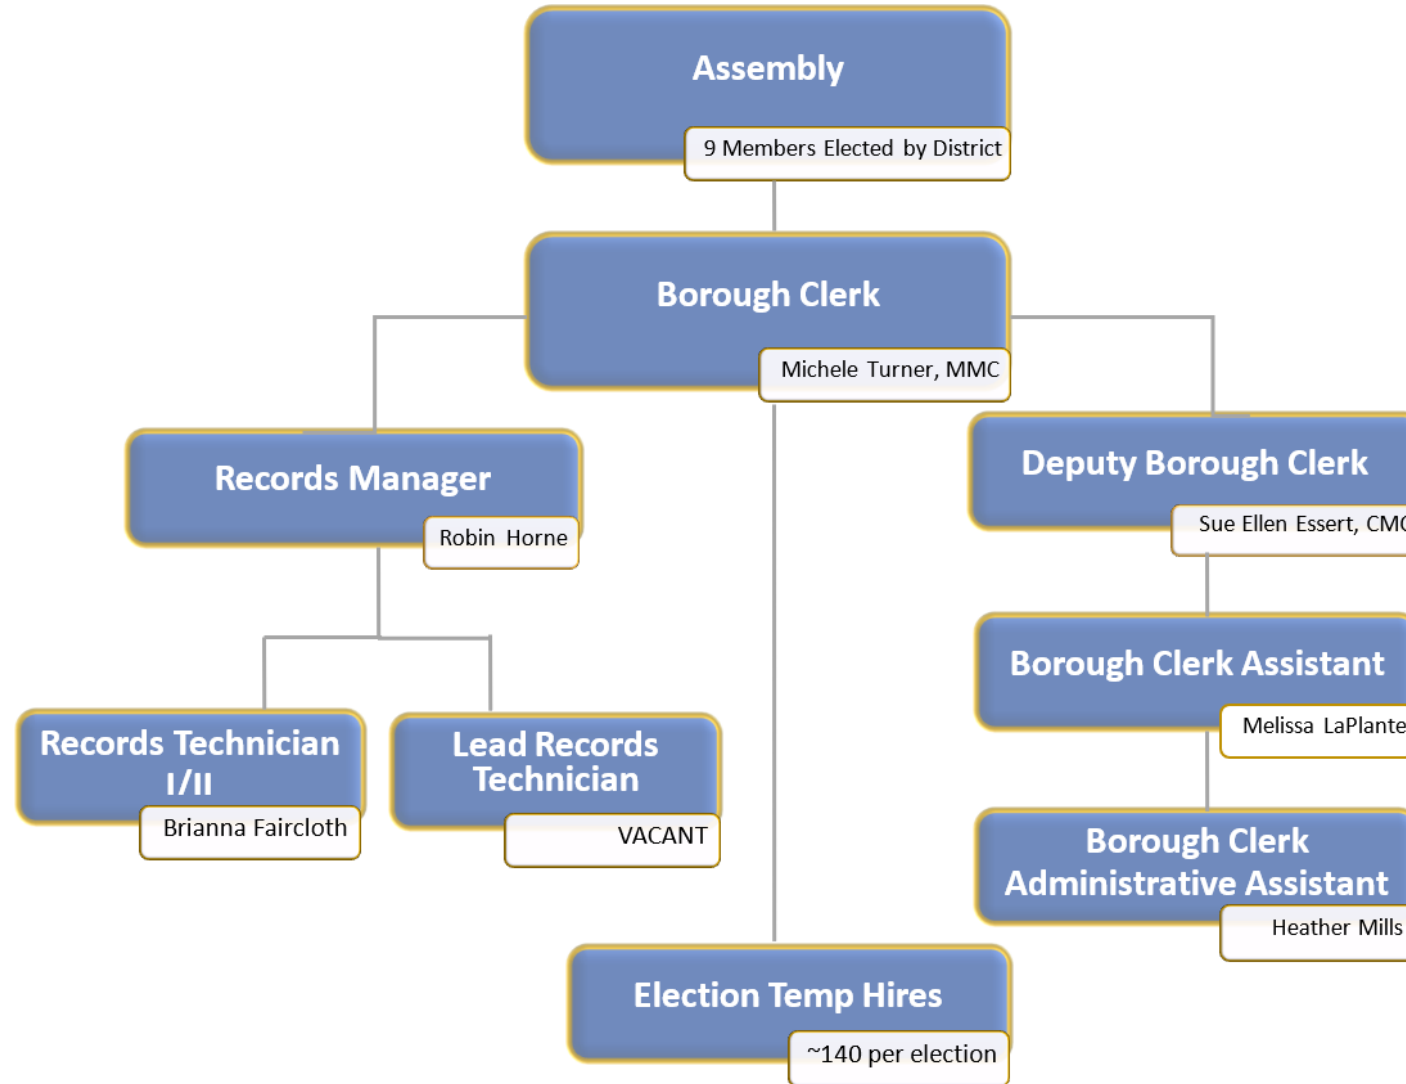 Assembly
9 Members Elected by District
Borough Clerk
Michele Turner, MMC
Records Manager
Robin Horne
Deputy Borough Clerk
Sue Ellen Essert, CMC
Records Technician
I/II
Brianna Faircloth
Lead Records
Technician
VACANT
Borough Clerk Assistant
Melissa LaPlante
Borough Clerk
Administrative Assistant
Heather Mills
Election Temp Hires
~140 per election